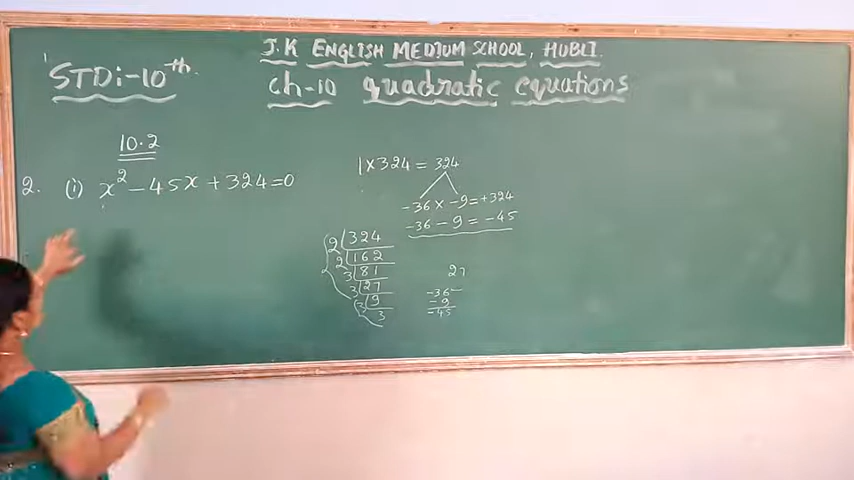 J.K ENGLISH MEDIUM SCHOOL, HUBLI.
STDi-10th.
ch-10 quadratic equations
10.2
2. (i) x² - 45x + 324 = 0
1 x 324 = 324
-36 x -9 = +324
-36 - 9 = -45
2 | 324
2 | 162
3 | 81
3 | 27
3 | 9
3
27
-36
-9
-45